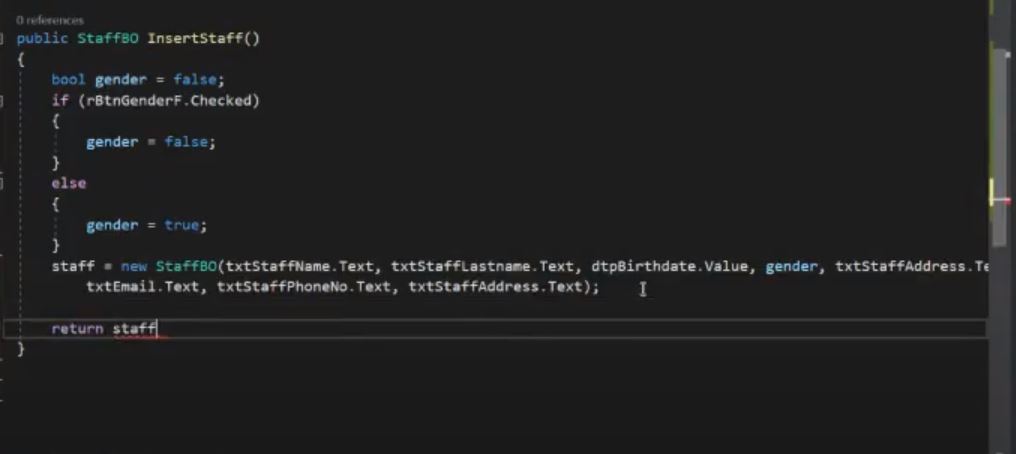 0 references
public StaffBO InsertStaff()
{
bool gender = false;
if (rBtnGenderF.Checked)
{
gender = false;
}
else
{
gender = true;
}
staff = new StaffBO(txtStaffName.Text, txtStaffLastname.Text, dtpBirthdate.Value, gender, txtStaffAddress.Te
txtEmail.Text, txtStaffPhoneNo.Text, txtStaffAddress.Text);
return staff
}